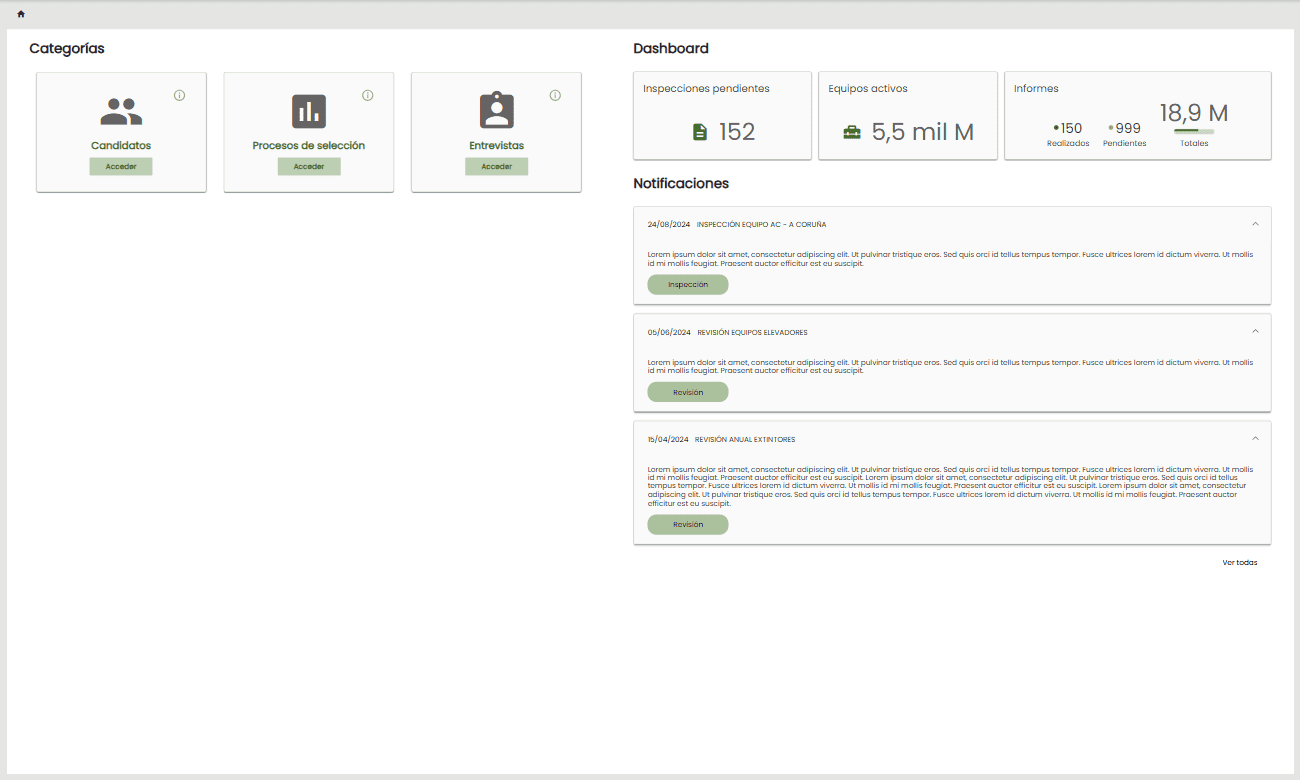 Categorías
Candidatos
Acceder
Procesos de selección
Acceder
Entrevistas
Acceder
Dashboard
Inspecciones pendientes
152
Equipos activos
5,5 mil M
Informes
150
Realizados
999
Pendientes
18,9 M
Totales
Notificaciones
24/08/2024 INSPECCIÓN EQUIPO AC - A CORUÑA
Lorem ipsum dolor sit amet, consectetur adipiscing elit. Ut pulvinar tristique eros. Sed quis orci id tellus tempus tempor. Fusce ultrices lorem id dictum viverra. Ut mollis
id mi mollis feugiat. Praesent auctor efficitur est eu suscipit.
Inspección
05/06/2024 REVISIÓN EQUIPOS ELEVADORES
Lorem ipsum dolor sit amet, consectetur adipiscing elit. Ut pulvinar tristique eros. Sed quis orci id tellus tempus tempor. Fusce ultrices lorem id dictum viverra. Ut mollis
id mi mollis feugiat. Praesent auctor efficitur est eu suscipit.
Revisión
15/04/2024 REVISIÓN ANUAL EXTINTORES
Lorem ipsum dolor sit amet, consectetur adipiscing elit. Ut pulvinar tristique eros. Sed quis orci id tellus tempus tempor. Fusce ultrices lorem id dictum viverra. Ut mollis
id mi mollis feugiat. Praesent auctor efficitur est eu suscipit. Lorem ipsum dolor sit amet, consectetur adipiscing elit. Ut pulvinar tristique eros. Sed quis orci id tellus
tempus tempor. Fusce ultrices lorem id dictum viverra. Ut mollis id mi mollis feugiat. Praesent auctor efficitur est eu suscipit. Lorem ipsum dolor sit amet, consectetur
adipiscing elit. Ut pulvinar tristique eros. Sed quis orci id tellus tempus tempor. Fusce ultrices lorem id dictum viverra. Ut mollis id mi mollis feugiat. Praesent auctor
efficitur est eu suscipit.
Revisión
Ver todas